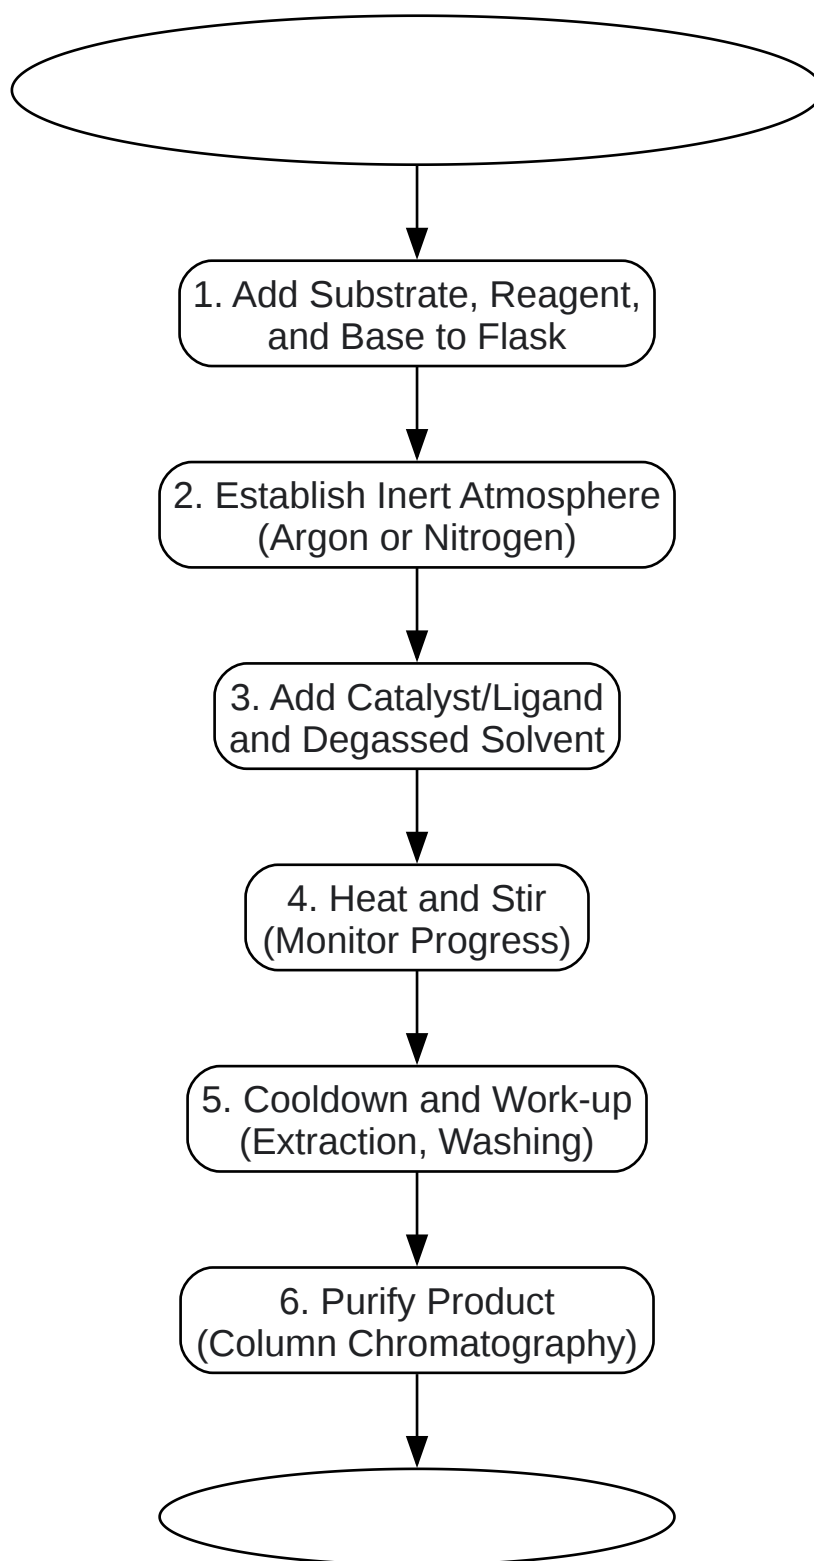 1. Add Substrate, Reagent,
and Base to Flask
2. Establish Inert Atmosphere
(Argon or Nitrogen)
3. Add Catalyst/Ligand
and Degassed Solvent
4. Heat and Stir
(Monitor Progress)
5. Cooldown and Work-up
(Extraction, Washing)
6. Purify Product
(Column Chromatography)